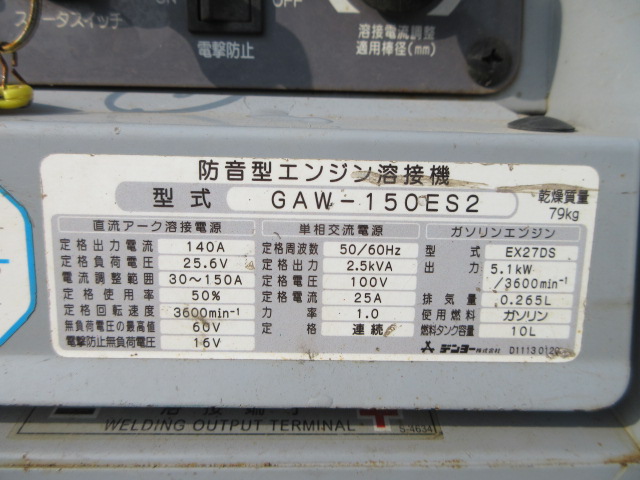 ON
OFF
スタータスイッチ
電撃防止
溶接電流調整
適用棒径(mm)
防音型エンジン溶接機
型式 GAW-150ES2
乾燥質量
79kg
直流アーク溶接電源
定格出力電流 140A
定格負荷電圧 25.6V
電流調整範囲 30～150A
定格使用率 50%
定格回転速度 3600min⁻¹
無負荷電圧の最高値 60V
電撃防止無負荷電圧 16V
単相交流電源
定格周波数 50/60Hz
定格出力 2.5kVA
定格電圧 100V
定格電流 25A
力率 1.0
定格 連続
ガソリンエンジン
型式 EX27DS
出力 5.1kW
/3600min⁻¹
排気量 0.265L
使用燃料 ガソリン
燃料タンク容量 10L
デンヨー株式会社 D11130120
WELDING OUTPUT TERMINAL
S-4634